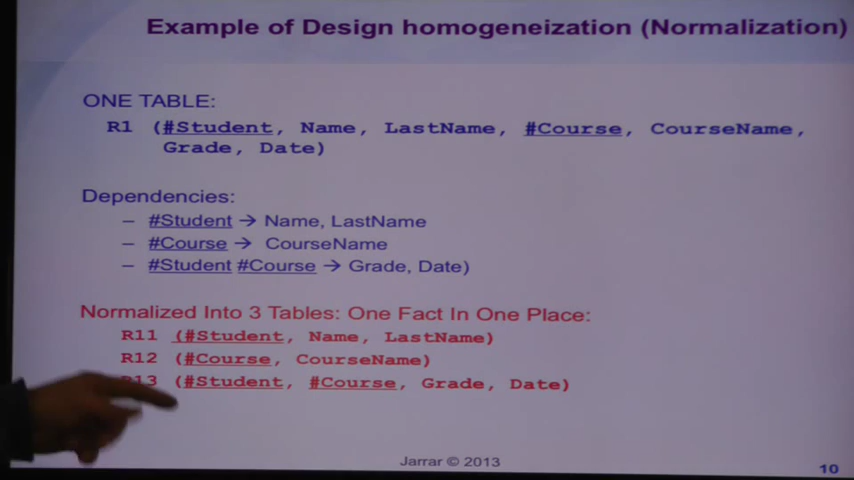 Example of Design homogeneization (Normalization)
ONE TABLE:
R1 (#Student, Name, LastName, #Course, CourseName,
Grade, Date)
Dependencies:
– #Student → Name, LastName
– #Course → CourseName
– #Student #Course → Grade, Date)
Normalized Into 3 Tables: One Fact In One Place:
R11 (#Student, Name, LastName)
R12 (#Course, CourseName)
R13 (#Student, #Course, Grade, Date)
Jarrar © 2013
10